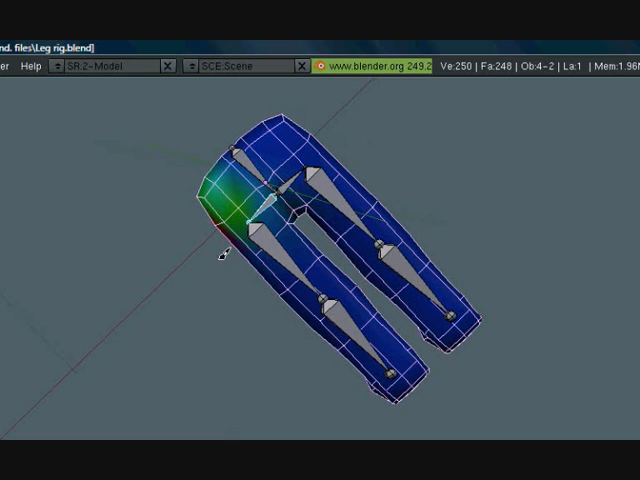 nd. files\Leg rig.blend]
er Help SR:2-Model X SCE:Scene X www.blender.org 249.2 Ve:250 | Fa:248 | Ob:4-2 | La:1 | Mem:1.96M